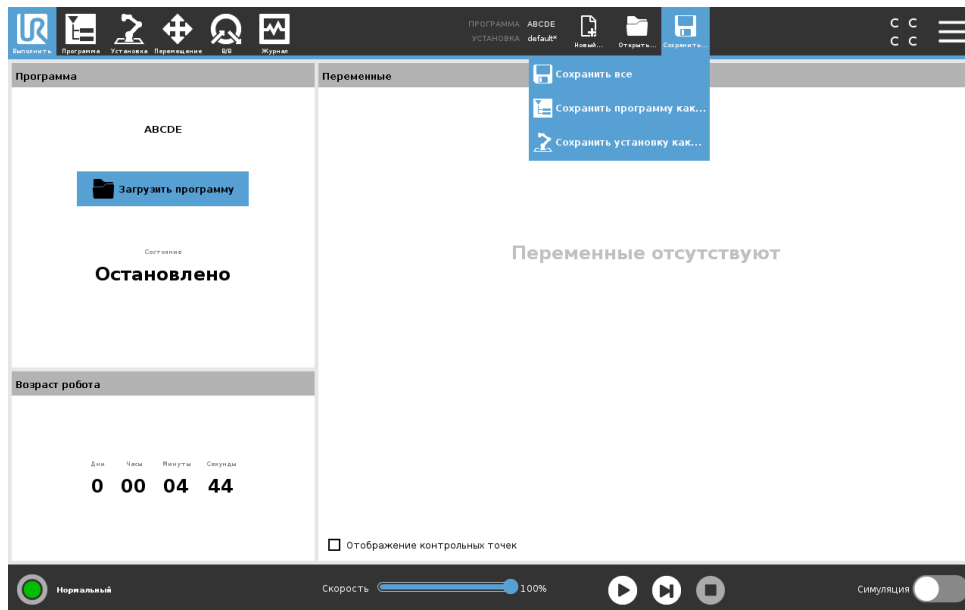 UR
Выполнить Программа Установка Перемещение В/В Журнал
ПРОГРАММА ABCDE
УСТАНОВКА default*
Новый... Открыть... Сохранить...
C C
C C
Программа
Переменные
Сохранить все
Сохранить программу как...
Сохранить установку как...
ABCDE
Загрузить программу
Состояние
Остановлено
Переменные отсутствуют
Возраст робота
Дни Часы Минуты Секунды
0 00 04 44
Отображение контрольных точек
Нормальный
Скорость 100%
Симуляция